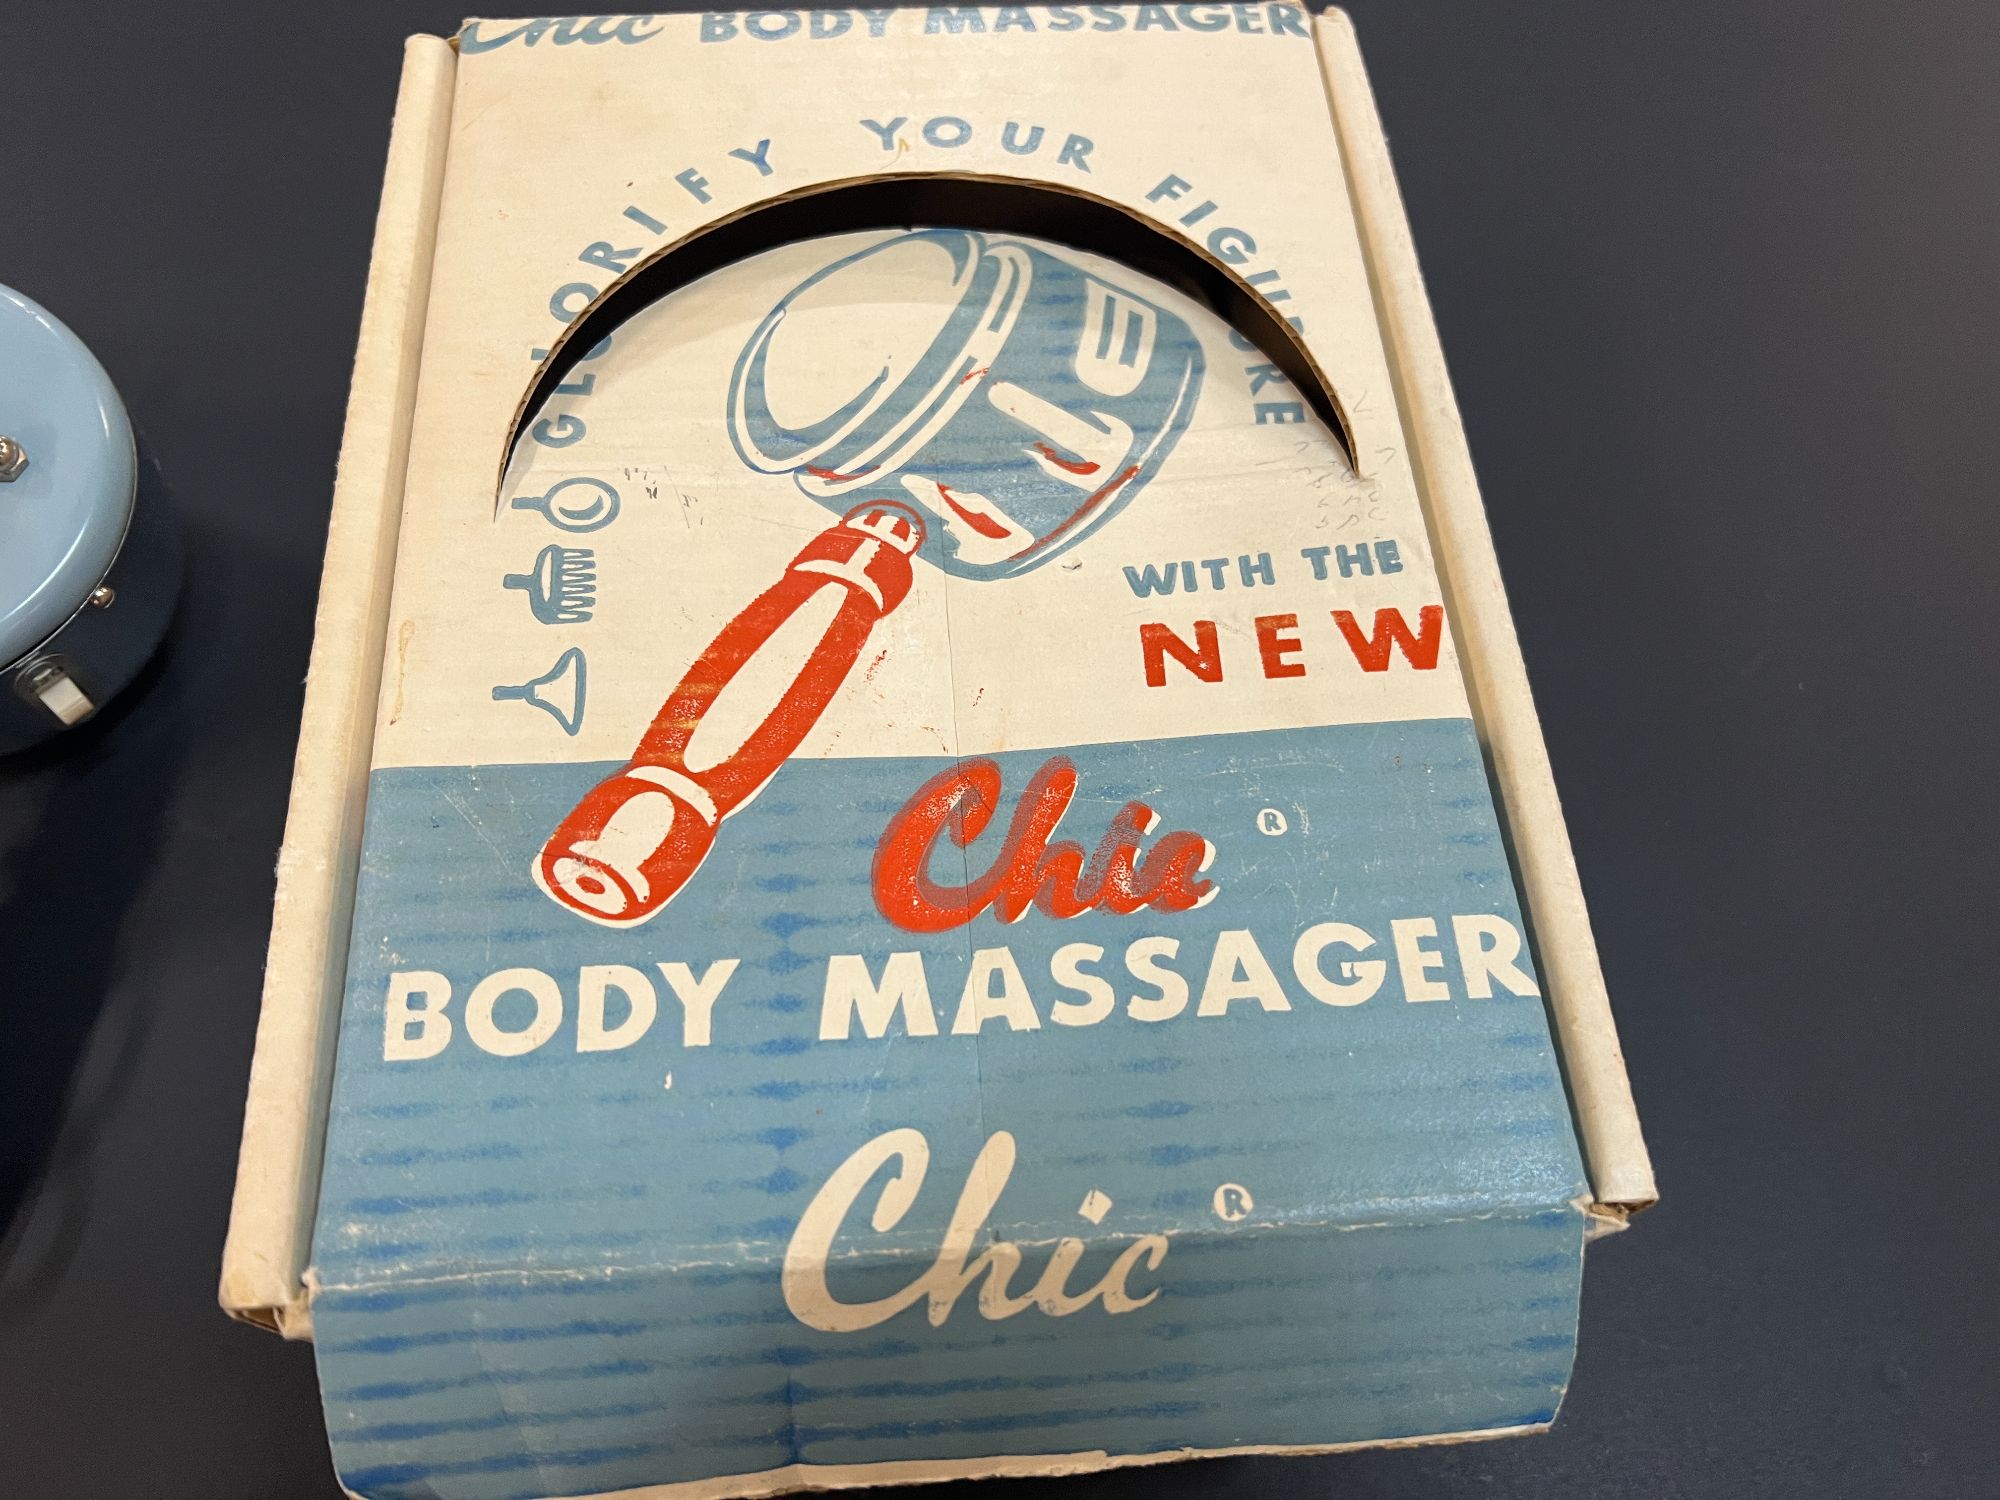 Chic BODY MASSAGER
GLORIFY YOUR FIGURE
WITH THE
NEW
Chic ®
BODY MASSAGER
Chic ®